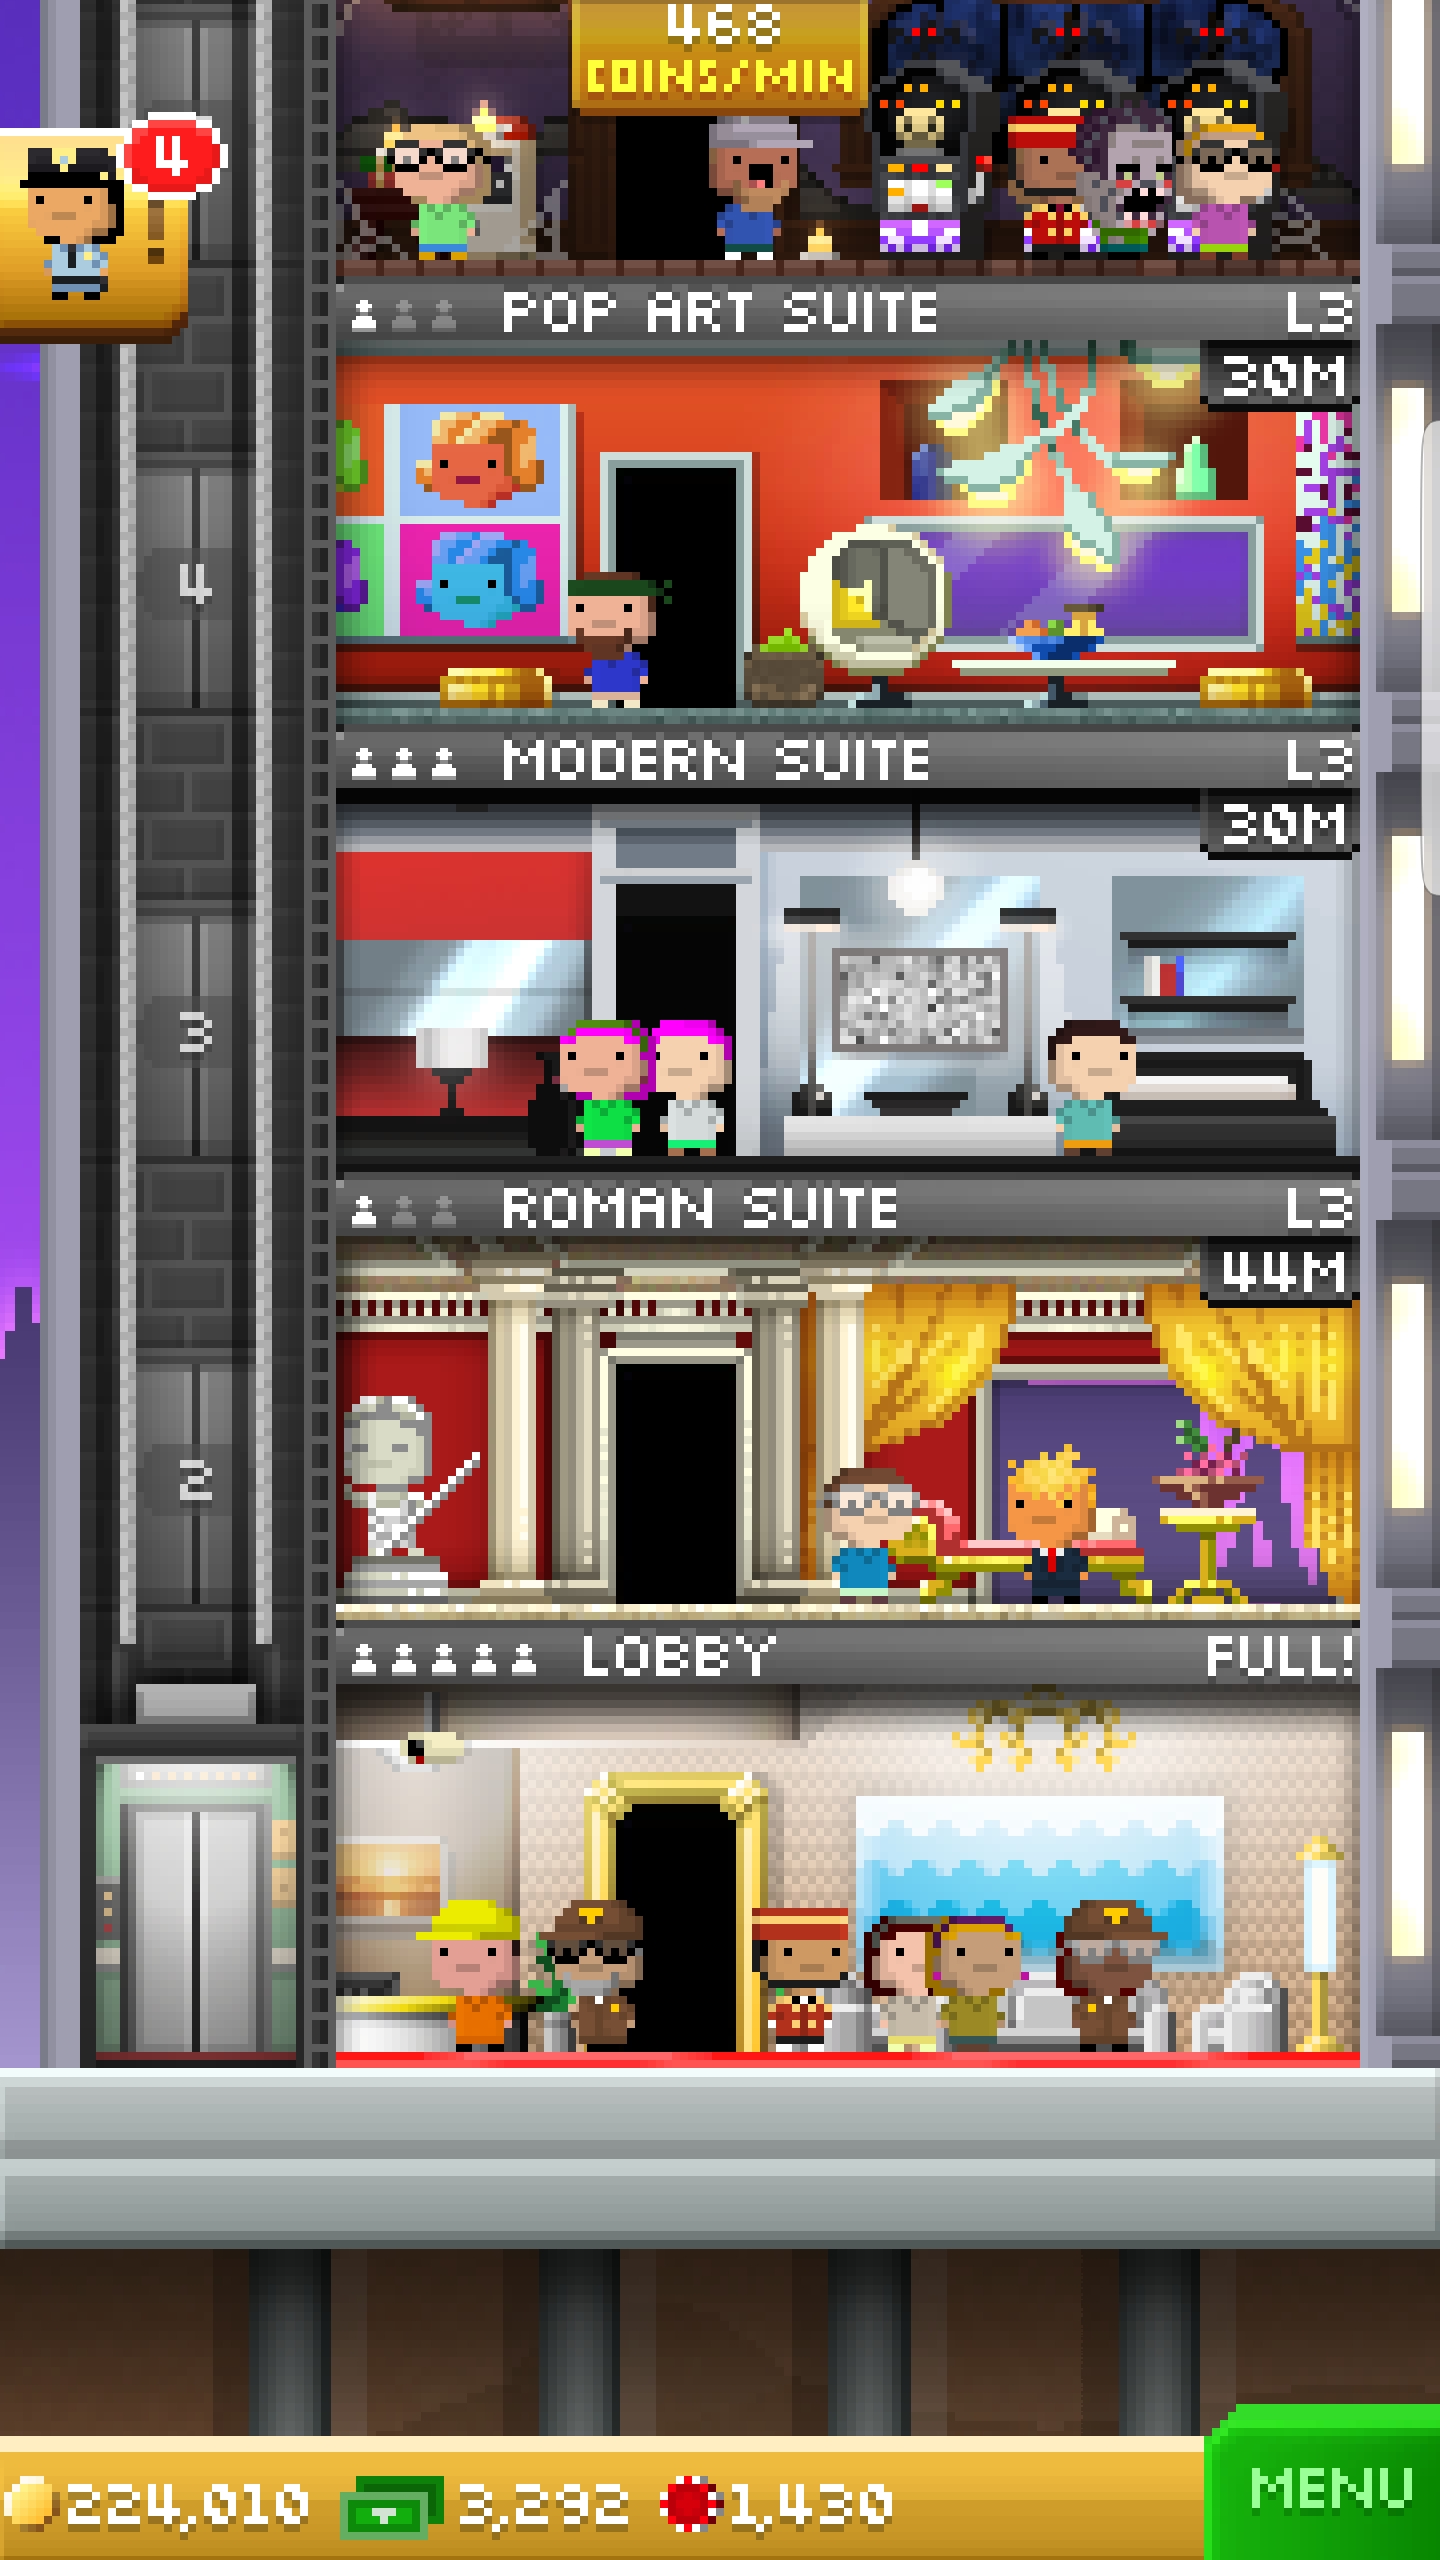 468
COINS/MIN
4
POP ART SUITE L3
30M
4
MODERN SUITE L3
30M
3
ROMAN SUITE L3
44M
2
LOBBY FULL!
224,010 3,292 1,430
MENU